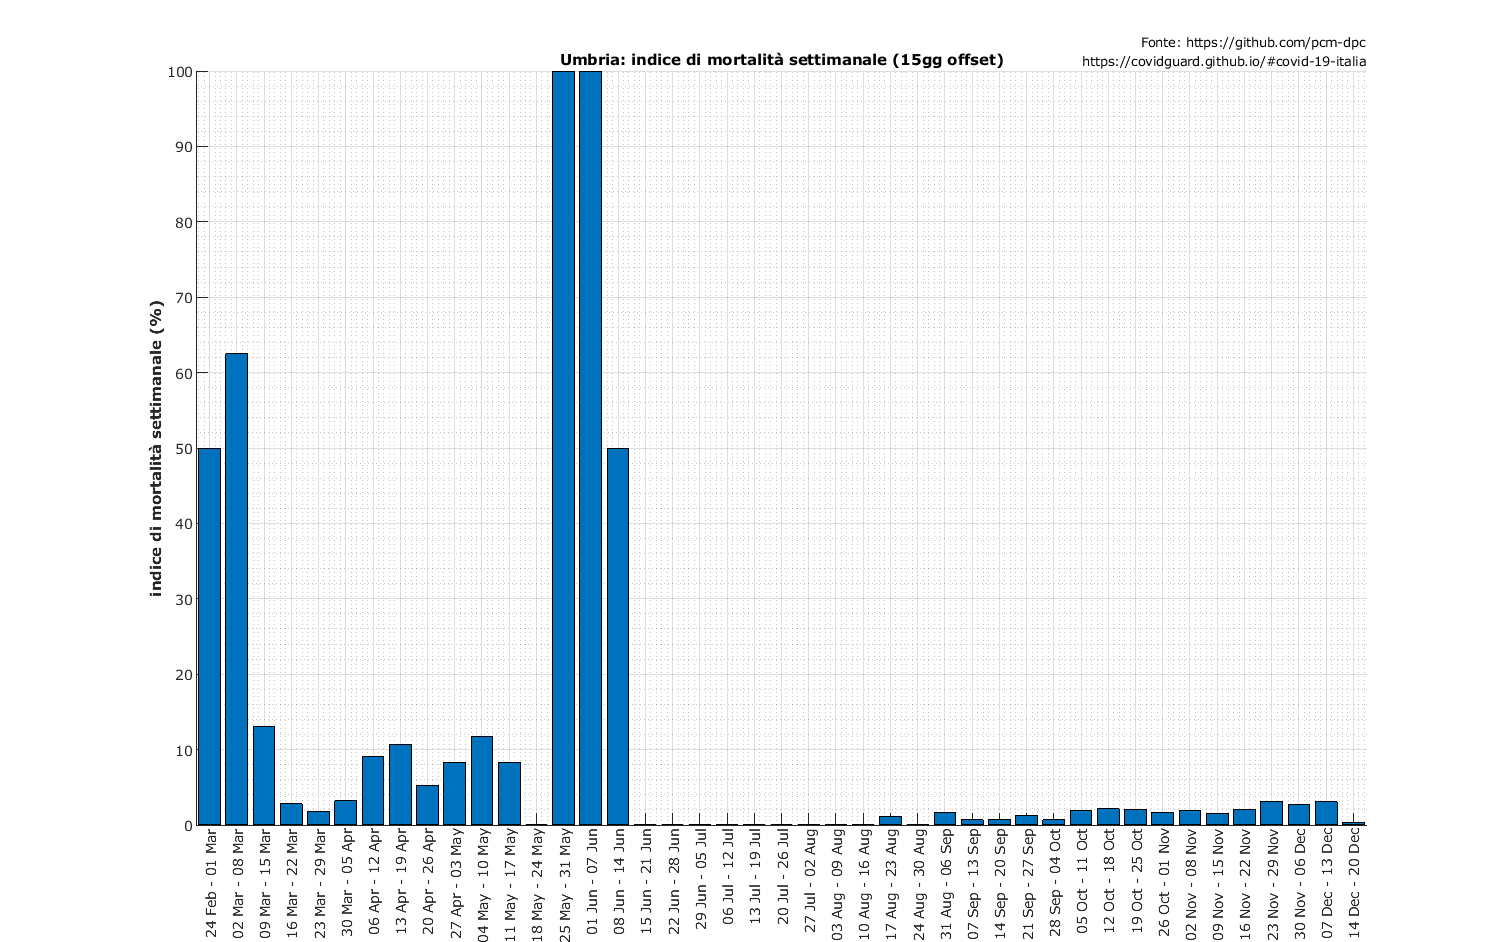 Fonte: https://github.com/pcm-dpc
Umbria: indice di mortalità settimanale (15gg offset)
https://covidguard.github.io/#covid-19-italia
indice di mortalità settimanale (%)
100
90
80
70
60
50
40
30
20
10
0
24 Feb - 01 Mar
02 Mar - 08 Mar
09 Mar - 15 Mar
16 Mar - 22 Mar
23 Mar - 29 Mar
30 Mar - 05 Apr
06 Apr - 12 Apr
13 Apr - 19 Apr
20 Apr - 26 Apr
27 Apr - 03 May
04 May - 10 May
11 May - 17 May
18 May - 24 May
25 May - 31 May
01 Jun - 07 Jun
08 Jun - 14 Jun
15 Jun - 21 Jun
22 Jun - 28 Jun
29 Jun - 05 Jul
06 Jul - 12 Jul
13 Jul - 19 Jul
20 Jul - 26 Jul
27 Jul - 02 Aug
03 Aug - 09 Aug
10 Aug - 16 Aug
17 Aug - 23 Aug
24 Aug - 30 Aug
31 Aug - 06 Sep
07 Sep - 13 Sep
14 Sep - 20 Sep
21 Sep - 27 Sep
28 Sep - 04 Oct
05 Oct - 11 Oct
12 Oct - 18 Oct
19 Oct - 25 Oct
26 Oct - 01 Nov
02 Nov - 08 Nov
09 Nov - 15 Nov
16 Nov - 22 Nov
23 Nov - 29 Nov
30 Nov - 06 Dec
07 Dec - 13 Dec
14 Dec - 20 Dec